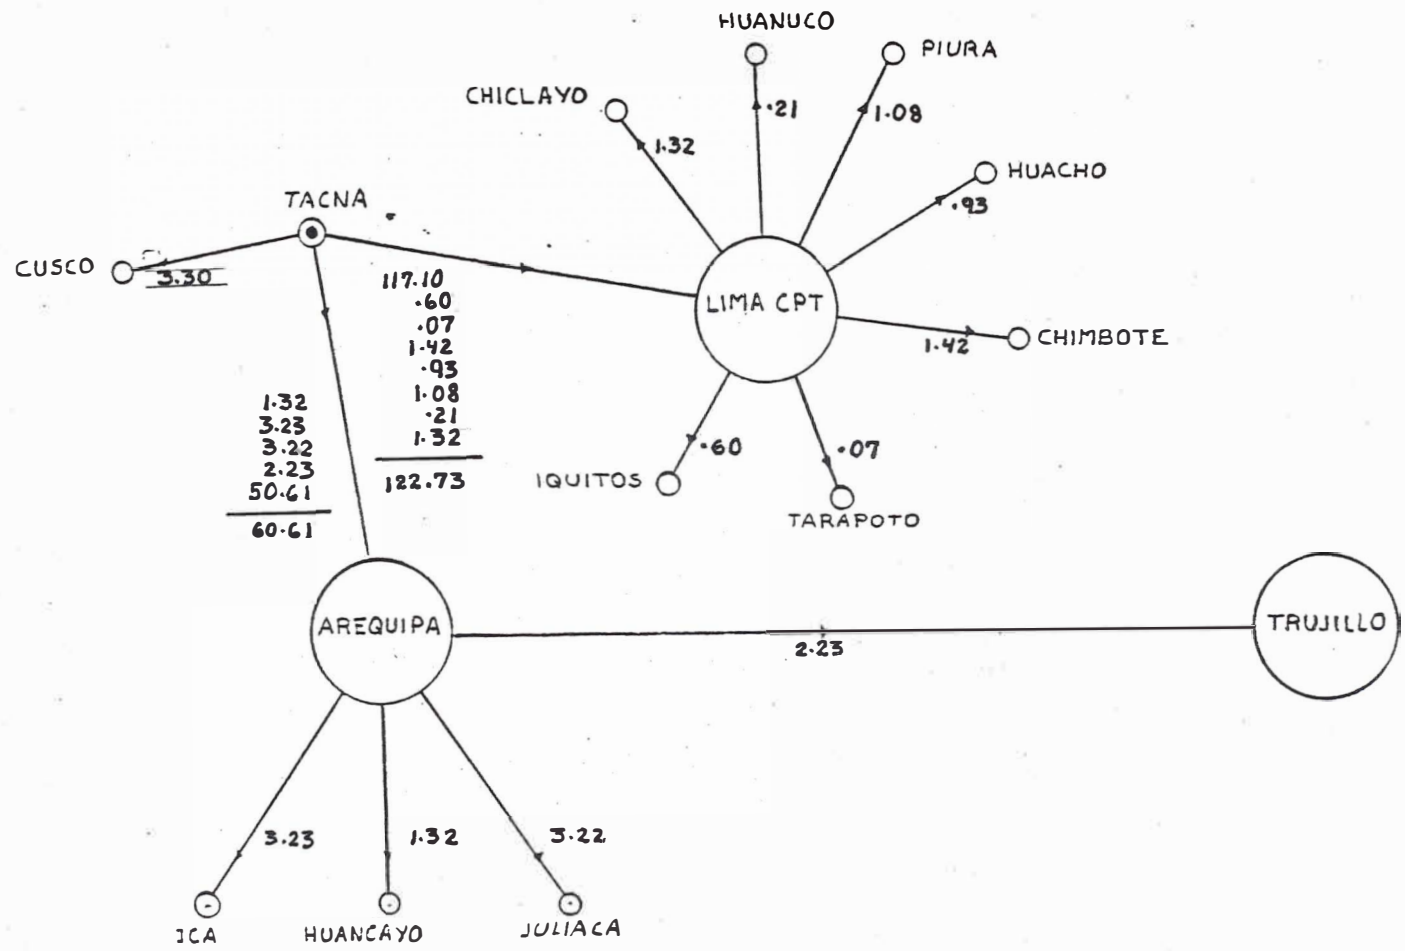 HUANUCO
PIURA
CHICLAYO
.21
1.08
1.32
HUACHO
.93
TACNA
CUSCO
3.30
LIMA CPT
CHIMBOTE
1.42
.60
.07
IQUITOS
TARAPOTO
117.10
.60
.07
1.42
.93
1.08
.21
1.32
122.73
1.32
3.23
3.22
2.23
50.61
60.61
AREQUIPA
2.23
TRUJILLO
3.23
1.32
3.22
ICA
HUANCAYO
JULIACA